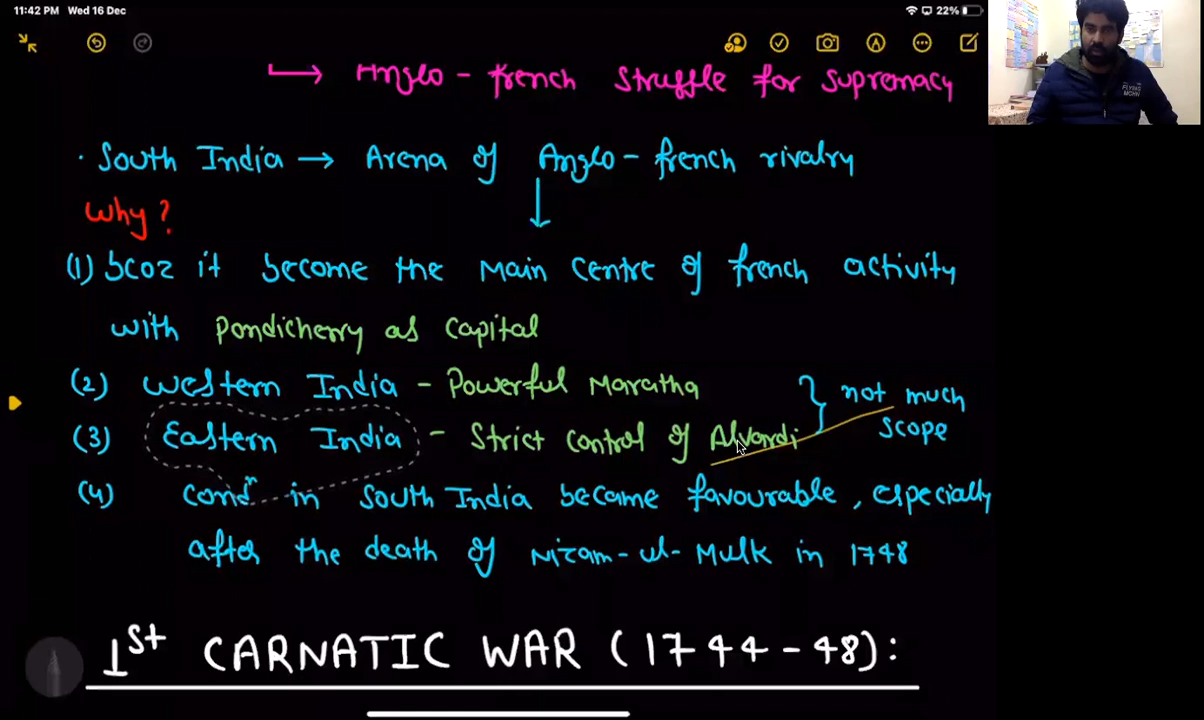 11:42 PM Wed 16 Dec 22%
Anglo - french struffle for supremacy
· South India → Arena of Anglo - french rivalry
Why?
(1) bcoz it become the Main centre of french activity
with Pondicherry as capital
(2) Western India - Powerful Maratha
(3) Eastern India - Strict control of Alvardi
} not much
scope
(4) condn in South India became favourable, especially
after the death of Nizam-ul-Mulk in 1748
1st CARNATIC WAR (1744-48):